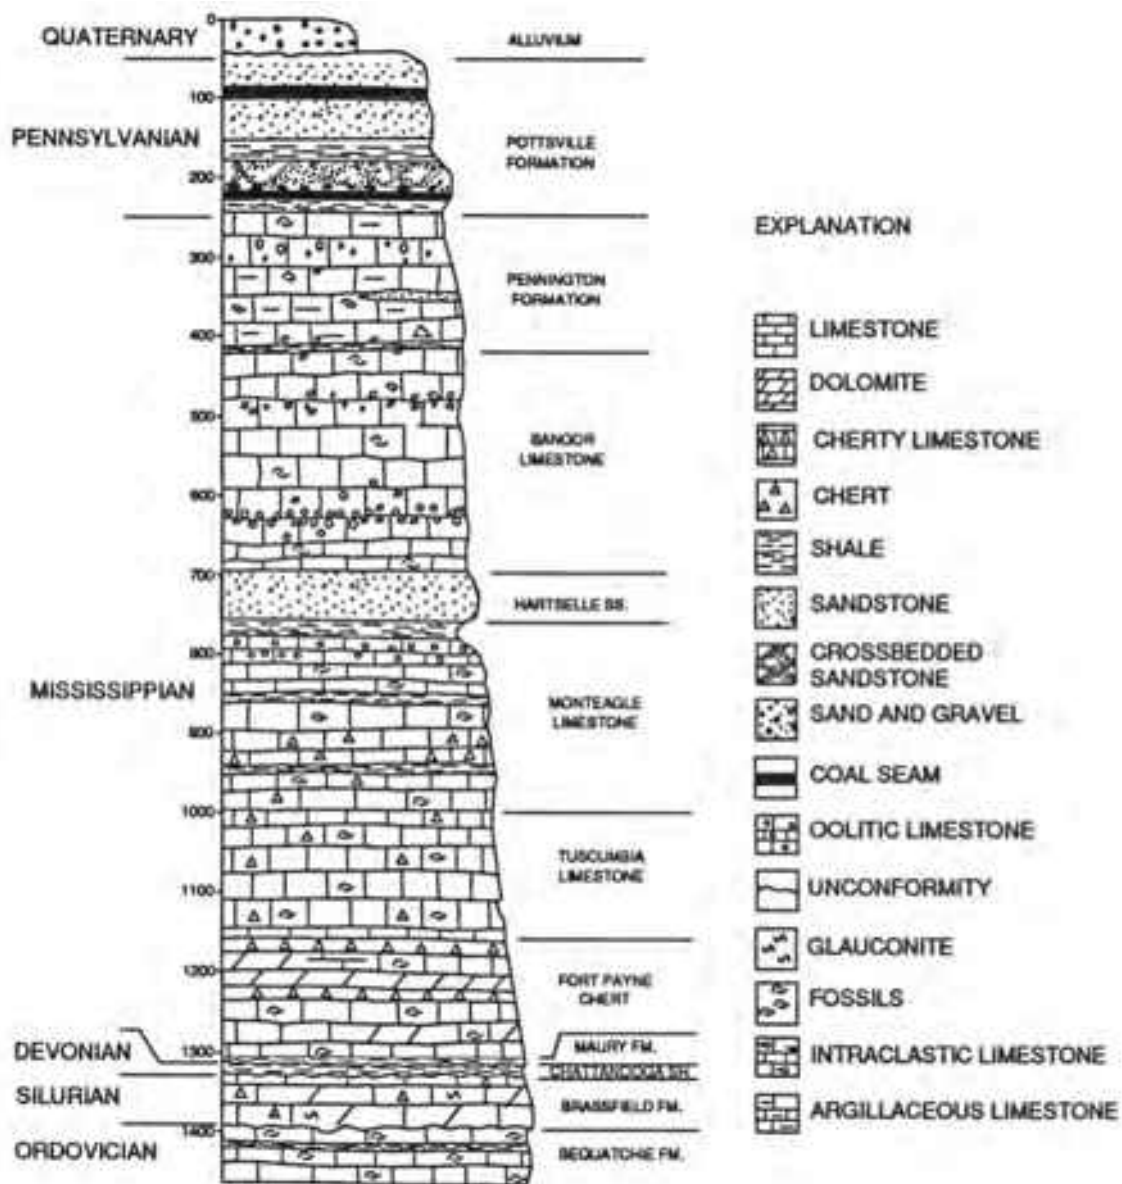 0
QUATERNARY
ALLUVIUM
100
PENNSYLVANIAN
POTTSVILLE
FORMATION
200
300
PENNINGTON
FORMATION
400
500
BANGOR
LIMESTONE
600
700
HARTSELLE SS.
800
MISSISSIPPIAN
MONTEAGLE
LIMESTONE
900
1000
TUSCUMBIA
LIMESTONE
1100
1200
FORT PAYNE
CHERT
1300
DEVONIAN
MAURY FM.
CHATTANOOGA SH.
SILURIAN
BRASSFIELD FM.
1400
ORDOVICIAN
SEQUATCHIE FM.
EXPLANATION
LIMESTONE
DOLOMITE
CHERTY LIMESTONE
CHERT
SHALE
SANDSTONE
CROSSBEDDED
SANDSTONE
SAND AND GRAVEL
COAL SEAM
OOLITIC LIMESTONE
UNCONFORMITY
GLAUCONITE
FOSSILS
INTRACLASTIC LIMESTONE
ARGILLACEOUS LIMESTONE